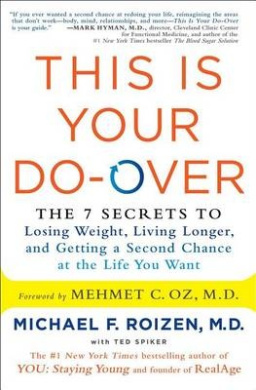 "If you ever wanted a second chance at redoing your life, reimagining the areas
that don't work—body, mind, relationships, and more—This Is Your Do-Over
is your guide." —MARK HYMAN, M.D., director, Cleveland Clinic Center
for Functional Medicine, and author of the
#1 New York Times bestseller The Blood Sugar Solution
THIS IS
YOUR
DO-OVER
THE 7 SECRETS TO
Losing Weight, Living Longer,
and Getting a Second Chance
at the Life You Want
Foreword by MEHMET C. OZ, M.D.
MICHAEL F. ROIZEN, M.D.
WITH TED SPIKER
The #1 New York Times bestselling author of
YOU: Staying Young and founder of RealAge